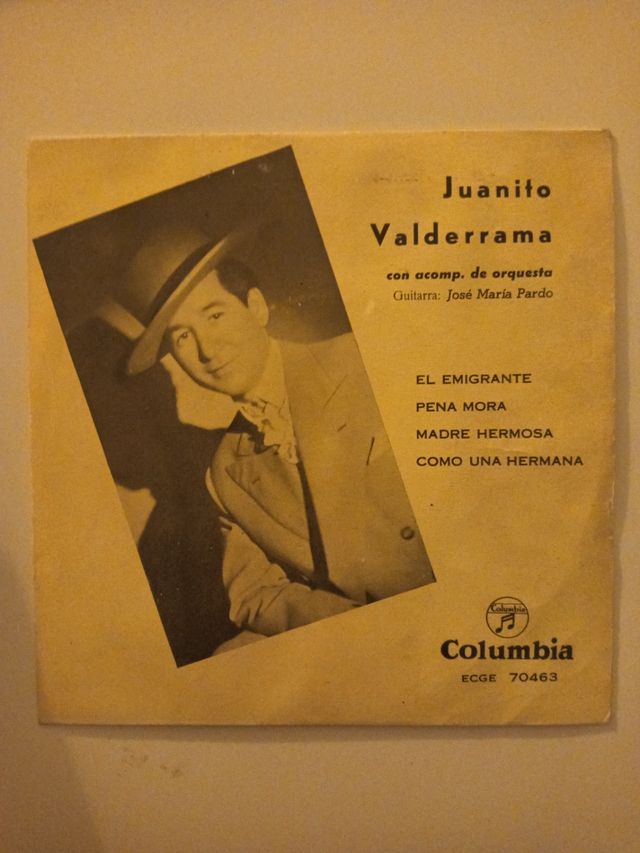 Juanito
Valderrama
con acomp. de orquesta
Guitarra: José María Pardo
EL EMIGRANTE
PENA MORA
MADRE HERMOSA
COMO UNA HERMANA
Columbia
Columbia
ECGE 70463